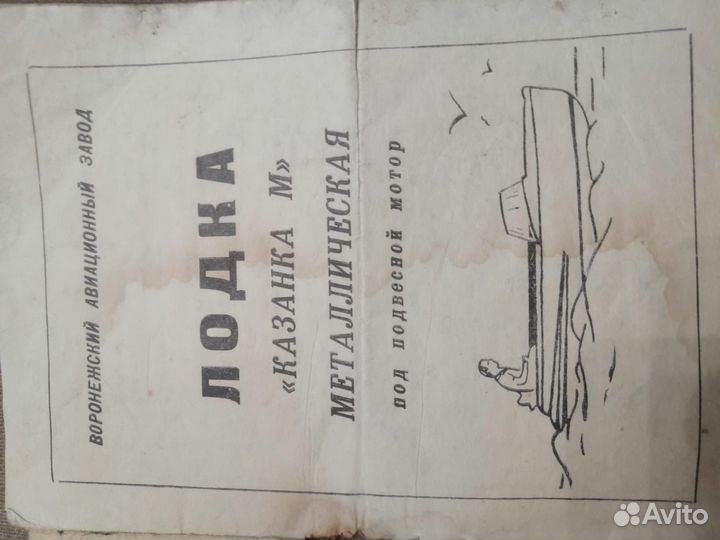 ВОРОНЕЖСКИЙ АВИАЦИОННЫЙ ЗАВОД
ЛОДКА
«КАЗАНКА М»
МЕТАЛЛИЧЕСКАЯ
под подвесной мотор
Avito